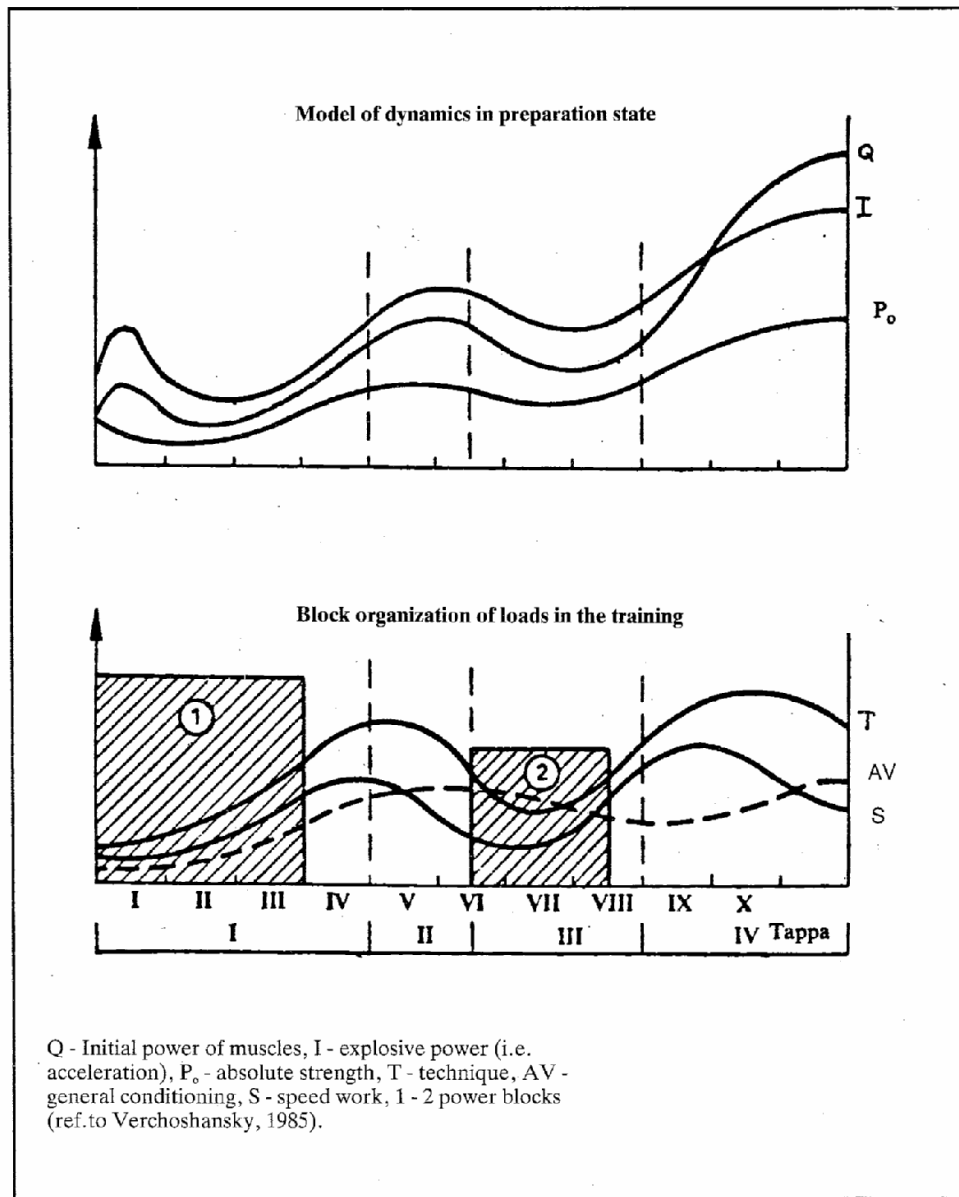 Model of dynamics in preparation state
Q
I
P₀
Block organization of loads in the training
1
2
T
AV
S
I II III IV V VI VII VIII IX X
I II III IV Tappa
Q - Initial power of muscles, I - explosive power (i.e.
acceleration), P₀ - absolute strength, T - technique, AV -
general conditioning, S - speed work, 1 - 2 power blocks
(ref.to Verchoshansky, 1985).